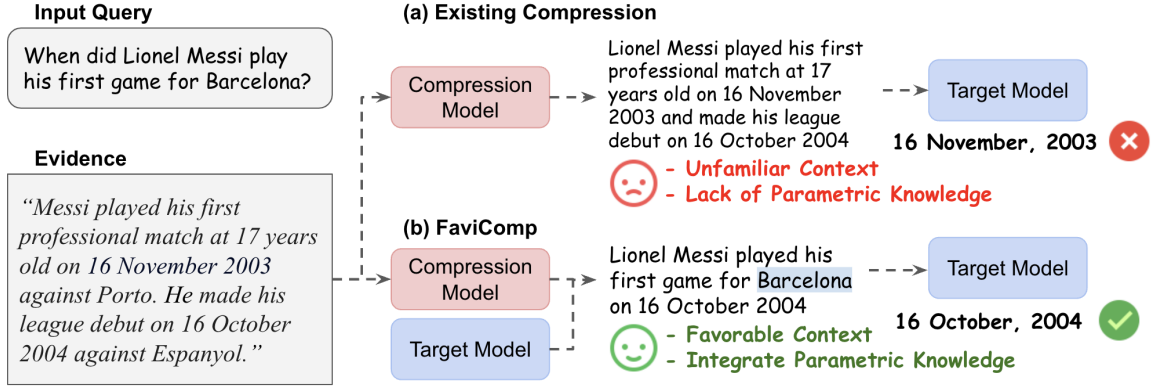 Input Query
When did Lionel Messi play
his first game for Barcelona?
Evidence
“Messi played his first
professional match at 17 years
old on 16 November 2003
against Porto. He made his
league debut on 16 October
2004 against Espanyol.”
(a) Existing Compression
Compression
Model
Lionel Messi played his first
professional match at 17
years old on 16 November
2003 and made his league
debut on 16 October 2004
Target Model
16 November, 2003
- Unfamiliar Context
- Lack of Parametric Knowledge
(b) FaviComp
Compression
Model
Target Model
Lionel Messi played his
first game for Barcelona
on 16 October 2004
Target Model
16 October, 2004
- Favorable Context
- Integrate Parametric Knowledge